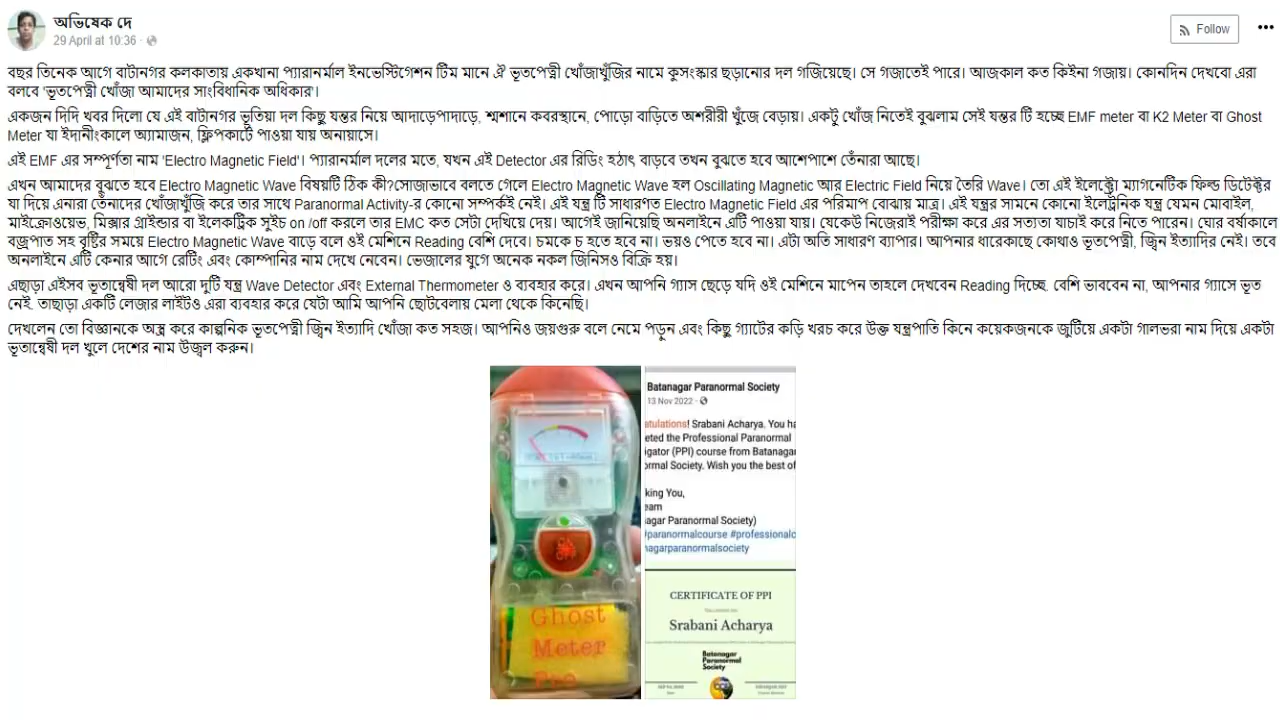 অভিষেক দে
29 April at 10:36 ·
Follow
বছর তিনেক আগে বাটানগর কলকাতায় একখানা প্যারানর্মাল ইনভেস্টিগেশন টিম মানে ঐ ভূতপেত্নী খোঁজাখুঁজির নামে কুসংস্কার ছড়ানোর দল গজিয়েছে। সে গজাতেই পারে। আজকাল কত কিইনা গজায়। কোনদিন দেখবো এরা
বলবে 'ভূতপেত্নী খোঁজা আমাদের সাংবিধানিক অধিকার'।
একজন দিদি খবর দিলো যে এই বাটানগর ভূতিয়া দল কিছু যন্তর নিয়ে আদাড়েপাদাড়ে, শ্মশানে কবরস্থানে, পোড়ো বাড়িতে অশরীরী খুঁজে বেড়ায়। একটু খোঁজ নিতেই বুঝলাম সেই যন্তর টি হচ্ছে EMF meter বা K2 Meter বা Ghost
Meter যা ইদানীংকালে অ্যামাজন, ফ্লিপকার্টে পাওয়া যায় অনায়াসে।
এই EMF এর সম্পূর্ণতা নাম 'Electro Magnetic Field'। প্যারানর্মাল দলের মতে, যখন এই Detector এর রিডিং হঠাৎ বাড়বে তখন বুঝতে হবে আশেপাশে তেঁনারা আছে।
এখন আমাদের বুঝতে হবে Electro Magnetic Wave বিষয়টি ঠিক কী?সোজাভাবে বলতে গেলে Electro Magnetic Wave হল Oscillating Magnetic আর Electric Field নিয়ে তৈরি Wave। তো এই ইলেক্ট্রো ম্যাগনেটিক ফিল্ড ডিটেক্টর
যা দিয়ে এনারা তেঁনাদের খোঁজাখুঁজি করে তার সাথে Paranormal Activity-র কোনো সম্পর্কই নেই। এই যন্ত্র টি সাধারণত Electro Magnetic Field এর পরিমাপ বোঝায় মাত্র। এই যন্ত্রর সামনে কোনো ইলেট্রনিক যন্ত্র যেমন মোবাইল,
মাইক্রোওয়েভ, মিক্সার গ্রাইন্ডার বা ইলেকট্রিক সুইচ on /off করলে তার EMC কত সেটা দেখিয়ে দেয়। আগেই জানিয়েছি অনলাইনে এটি পাওয়া যায়। যেকেউ নিজেরাই পরীক্ষা করে এর সত্যতা যাচাই করে নিতে পারেন। ঘোর বর্ষাকালে
বজ্রপাত সহ বৃষ্টির সময়ে Electro Magnetic Wave বাড়ে বলে ওই মেশিনে Reading বেশি দেবে। চমকে চ হতে হবে না। ভয়ও পেতে হবে না। এটা অতি সাধারণ ব্যাপার। আপনার ধারেকাছে কোথাও ভূতপেত্নী, জ্বিন ইত্যাদির নেই। তবে
অনলাইনে এটি কেনার আগে রেটিং এবং কোম্পানির নাম দেখে নেবেন। ভেজালের যুগে অনেক নকল জিনিসও বিক্রি হয়।
এছাড়া এইসব ভূতান্বেষী দল আরো দুটি যন্ত্র Wave Detector এবং External Thermometer ও ব্যবহার করে। এখন আপনি গ্যাস ছেড়ে যদি ওই মেশিনে মাপেন তাহলে দেখবেন Reading দিচ্ছে. বেশি ভাববেন না, আপনার গ্যাসে ভূত
নেই. তাছাড়া একটি লেজার লাইটও এরা ব্যবহার করে যেটা আমি আপনি ছোটবেলায় মেলা থেকে কিনেছি।
দেখলেন তো বিজ্ঞানকে অস্ত্র করে কাল্পনিক ভূতপেত্নী জ্বিন ইত্যাদি খোঁজা কত সহজ। আপনিও জয়গুরু বলে নেমে পড়ুন এবং কিছু গ্যাটের কড়ি খরচ করে উক্ত যন্ত্রপাতি কিনে কয়েকজনকে জুটিয়ে একটা গালভরা নাম দিয়ে একটা
ভূতান্বেষী দল খুলে দেশের নাম উজ্বল করুন।
Ghost
Meter
Pro
Batanagar Paranormal Society
13 Nov 2022 ·
atulations! Srabani Acharya. You ha
eted the Professional Paranormal
igator (PPI) course from Batanagar
ormal Society. Wish you the best of
king You,
eam
agar Paranormal Society)
#paranormalcourse #professionalc
nagarparanormalsociety
CERTIFICATE OF PPI
Srabani Acharya
Batanagar
Paranormal
Society